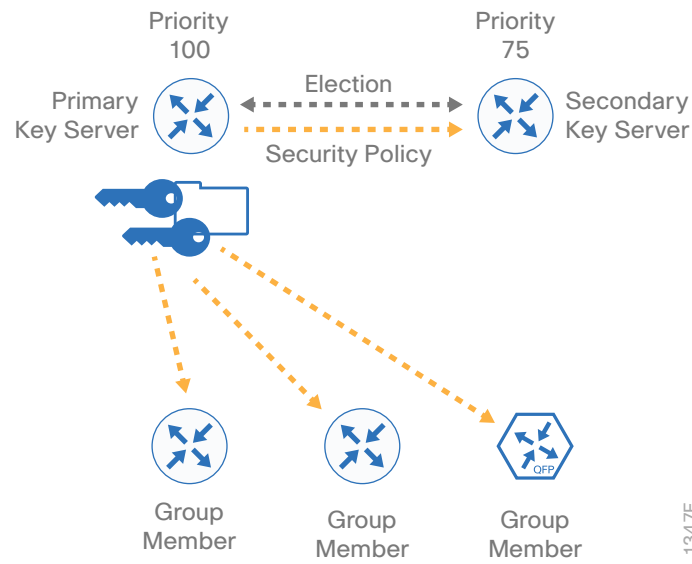 Priority
100
Priority
75
Primary
Key Server
Election
Security Policy
Secondary
Key Server
QFP
Group
Member
Group
Member
Group
Member
1347F